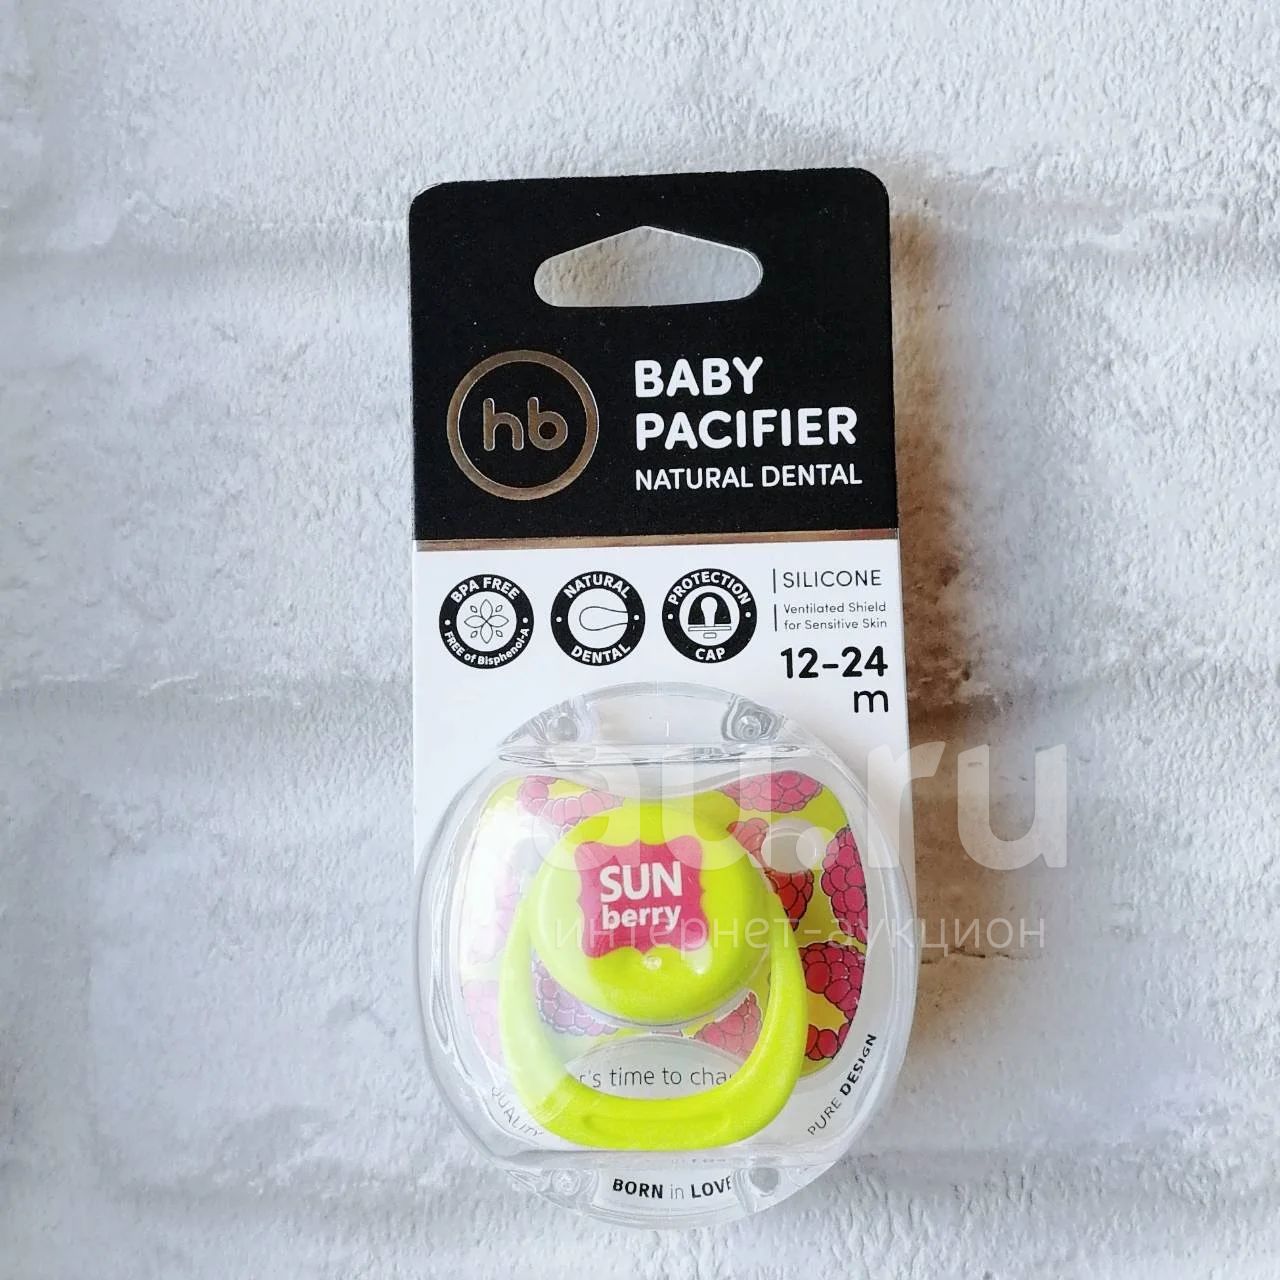 hb
BABY
PACIFIER
NATURAL DENTAL
BPA FREE
FREE of Bisphenol-A
NATURAL
DENTAL
PROTECTION
CAP
SILICONE
Ventilated Shield
for Sensitive Skin
12-24
m
au.ru
SUN
berry
интернет-аукцион
time to
QUALITY
PURE DESIGN
BORN in LOVE